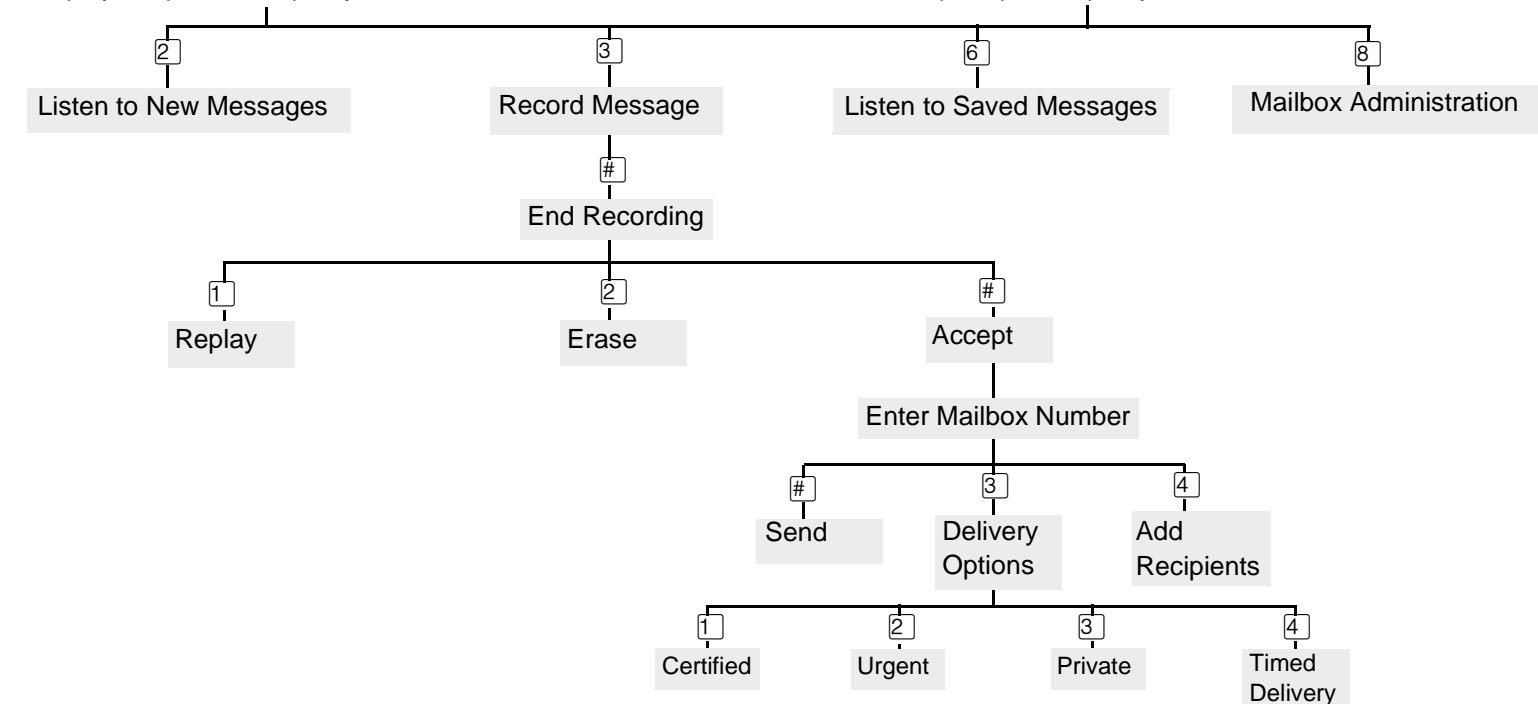 2
3
6
8
Listen to New Messages
Record Message
Listen to Saved Messages
Mailbox Administration
#
End Recording
1
2
#
Replay
Erase
Accept
Enter Mailbox Number
#
3
4
Send
Delivery
Options
Add
Recipients
1
2
3
4
Certified
Urgent
Private
Timed
Delivery